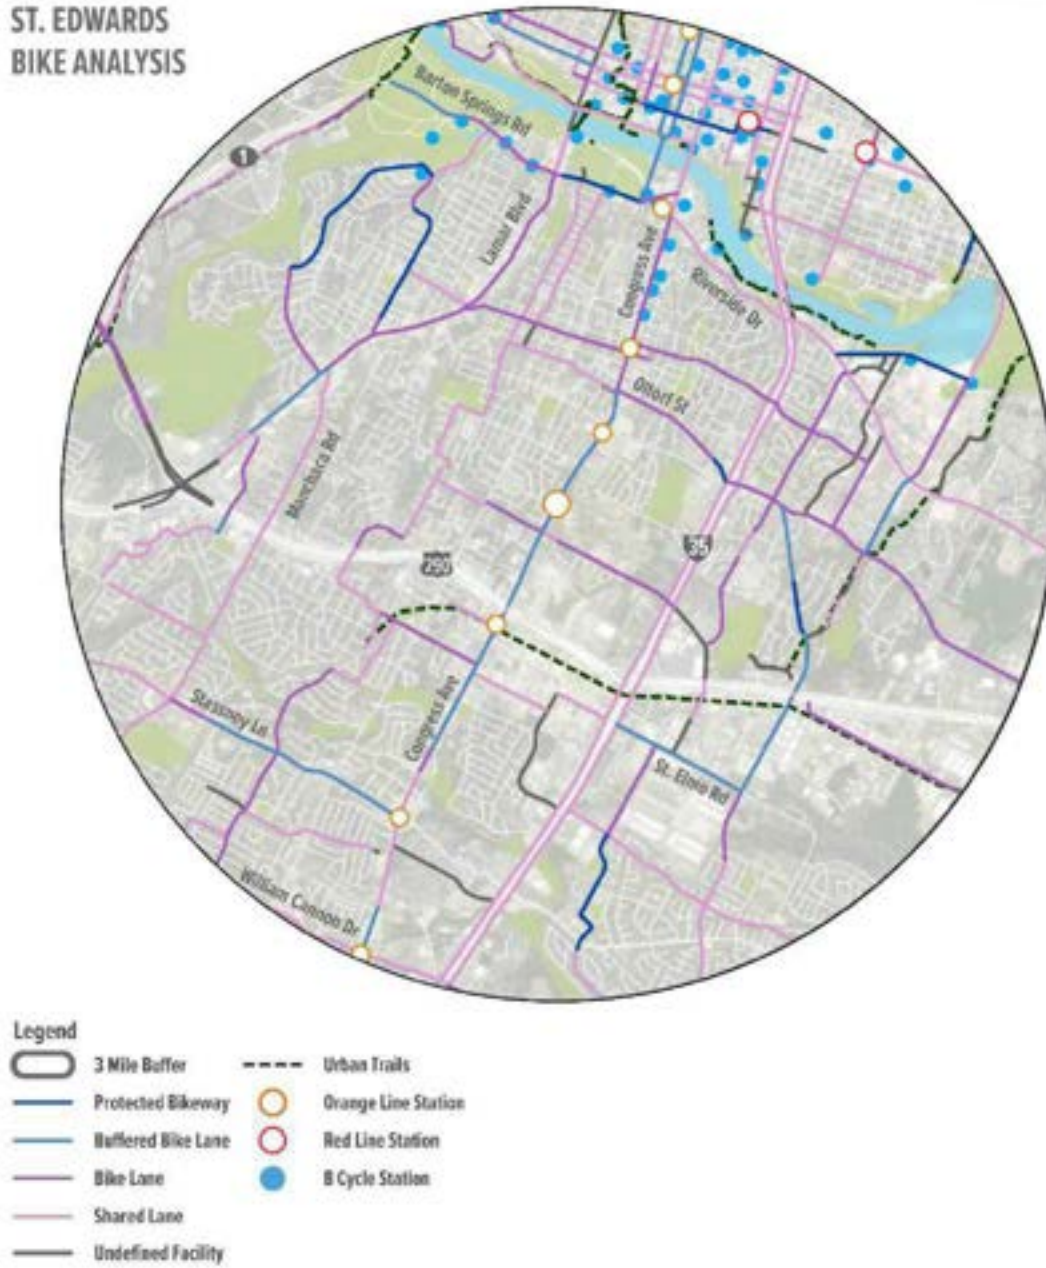 ST. EDWARDS
BIKE ANALYSIS
Barton Springs Rd
1
Lamar Blvd
Congress Ave
Riverside Dr
Oltorf St
Manchaca Rd
35
290
Stassney Ln
Congress Ave
St. Elmo Rd
William Cannon Dr
Legend
3 Mile Buffer
Urban Trails
Protected Bikeway
Orange Line Station
Buffered Bike Lane
Red Line Station
Bike Lane
B Cycle Station
Shared Lane
Undefined Facility